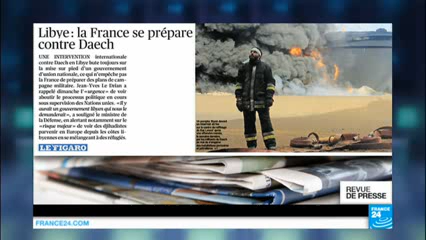 Libye : la France se prépare
contre Daech
UNE INTERVENTION internationale
contre Daech en Libye bute toujours sur
la mise sur pied d'un gouvernement
d'union nationale, ce qui n'empêche pas
la France de préparer des plans de cam-
pagne militaire. Jean-Yves Le Drian a
rappelé dimanche l'« urgence » de voir
aboutir le processus politique en cours
sous supervision des Nations unies. « Il y
aurait un gouvernement libyen qui nous le
demanderait », a souligné le ministre de
la Défense, en alertant notamment sur le
« risque majeur » de voir des djihadistes
parvenir en Europe depuis les côtes li-
byennes en se mélangeant à des réfugiés.
LE FIGARO
REVUE
DE PRESSE
FRANCE24.COM
FRANCE
24